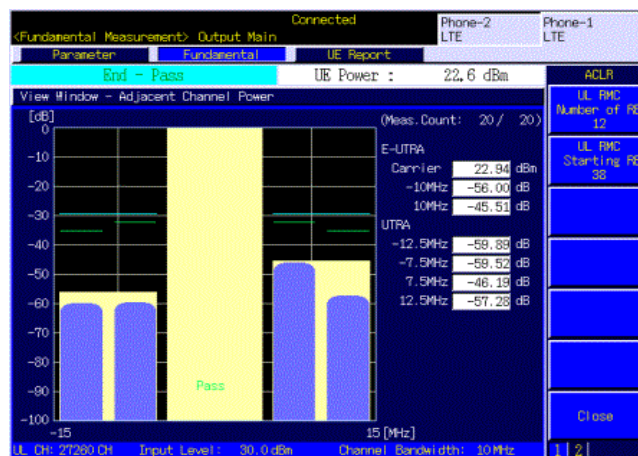 Connected
Phone-2
LTE
Phone-1
LTE
<Fundamental Measurement> Output Main
Parameter
Fundamental
UE Report
End - Pass
UE Power : 22.6 dBm
ACLR
View Window - Adjacent Channel Power
UL RMC
Number of RB
12
UL RMC
Starting RB
38
[dB]
(Meas.Count: 20/ 20)
0
-10
-20
-30
-40
-50
-60
-70
-80
-90
-100
E-UTRA
Carrier 22.94 dBm
-10MHz -56.00 dB
10MHz -45.51 dB
UTRA
-12.5MHz -59.89 dB
-7.5MHz -59.52 dB
7.5MHz -46.19 dB
12.5MHz -57.28 dB
Pass
-15
15 [MHz]
Close
UL CH: 27260 CH Input Level: 30.0 dBm Channel Bandwidth: 10 MHz
1 2